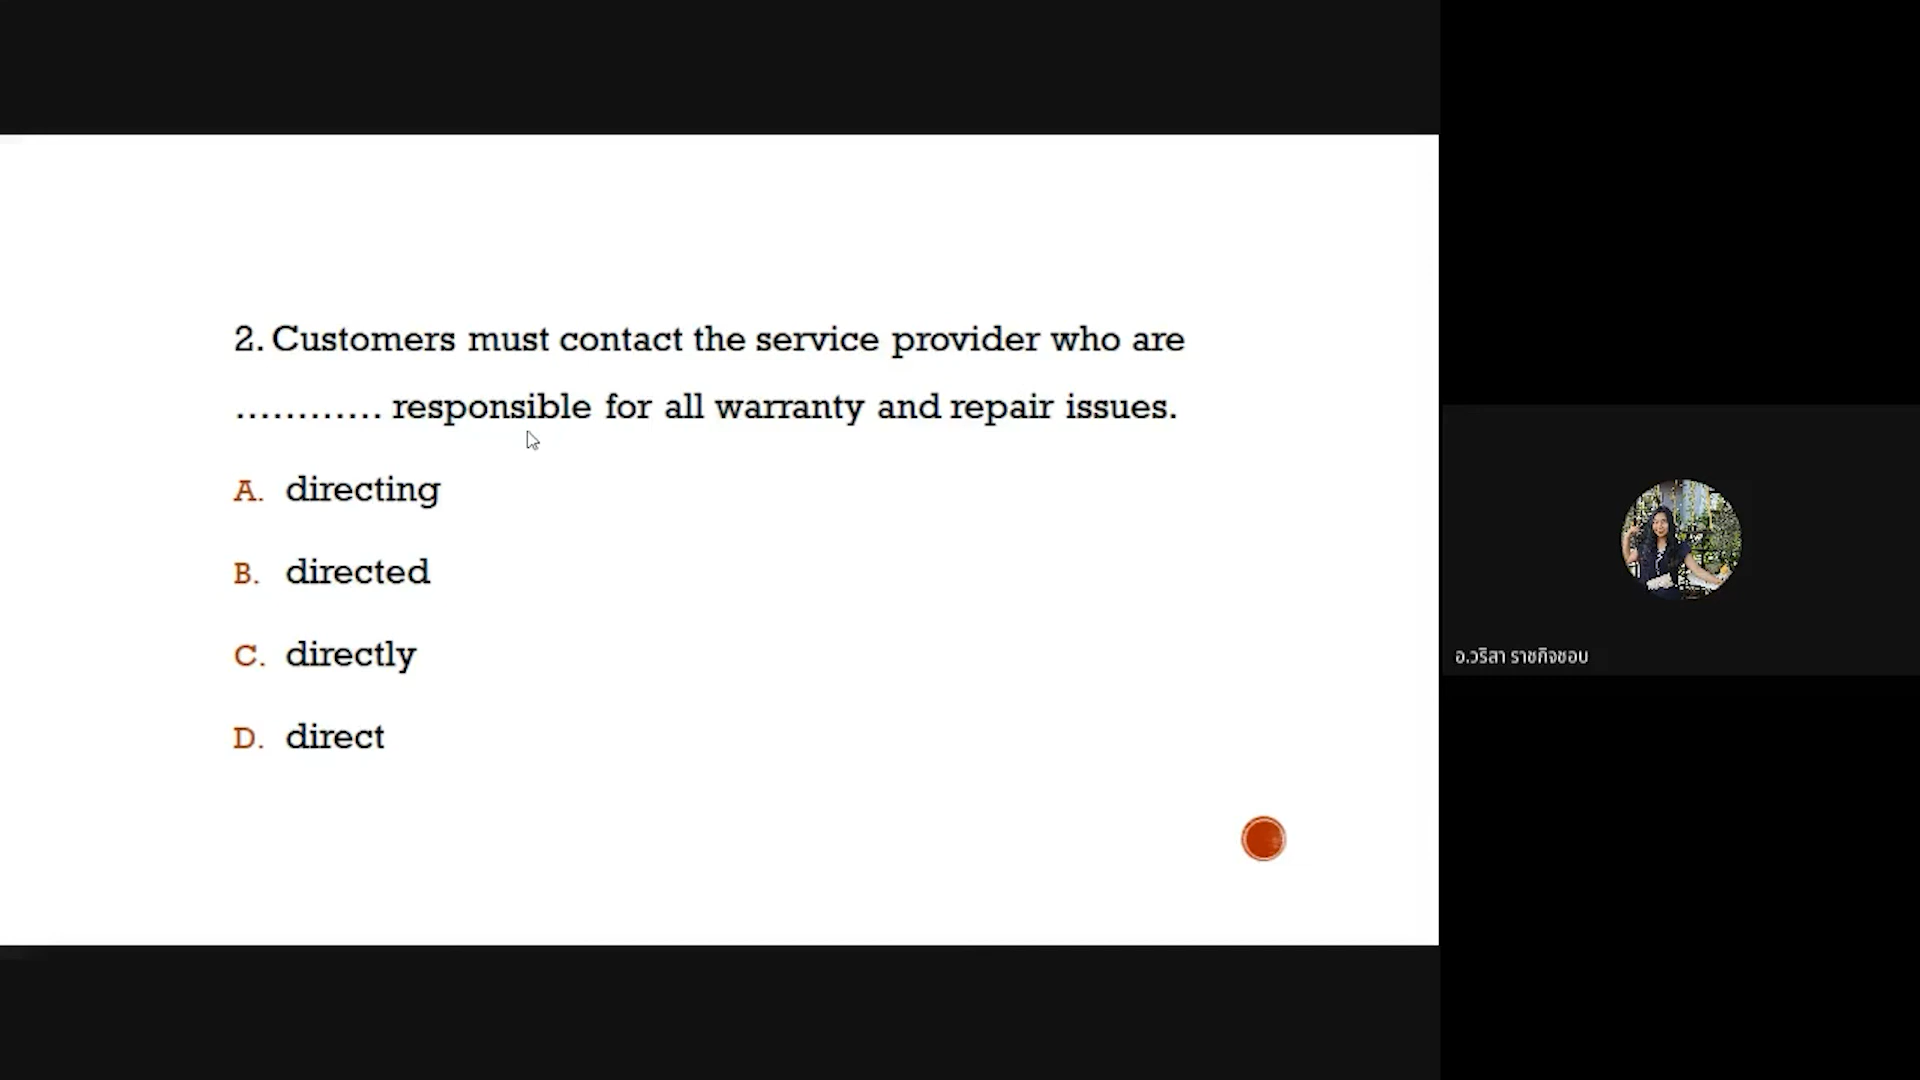 2. Customers must contact the service provider who are
………… responsible for all warranty and repair issues.
A. directing
B. directed
C. directly
D. direct
อ.วริสา ราชกิจชอบ